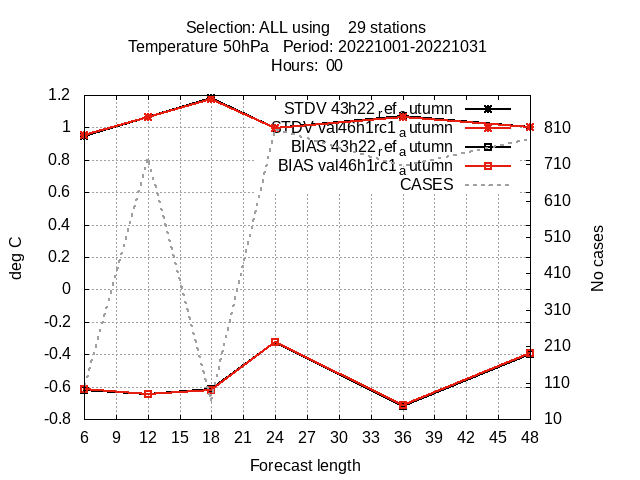 Selection: ALL using 29 stations
Temperature 50hPa Period: 20221001-20221031
Hours: 00
STDV 43h22_ref_autumn
STDV val46h1rc1_autumn
BIAS 43h22_ref_autumn
BIAS val46h1rc1_autumn
CASES
deg C
1.2
1
0.8
0.6
0.4
0.2
0
-0.2
-0.4
-0.6
-0.8
810
710
610
510
410
310
210
110
10
No cases
6 9 12 15 18 21 24 27 30 33 36 39 42 45 48
Forecast length